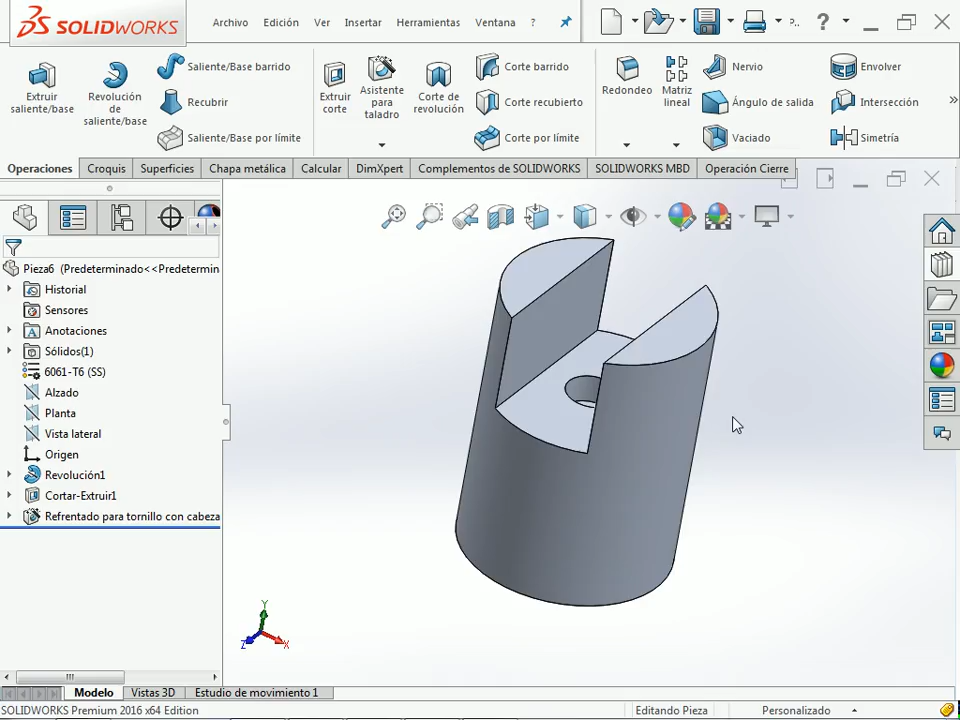 SOLIDWORKS
Archivo Edición Ver Insertar Herramientas Ventana ? P.. ?
Extruir saliente/base
Revolución de saliente/base
Saliente/Base barrido
Recubrir
Saliente/Base por límite
Extruir corte
Asistente para taladro
Corte de revolución
Corte barrido
Corte recubierto
Corte por límite
Redondeo
Matriz lineal
Nervio
Ángulo de salida
Vaciado
Envolver
Intersección
Simetría
»
Operaciones Croquis Superficies Chapa metálica Calcular DimXpert Complementos de SOLIDWORKS SOLIDWORKS MBD Operación Cierre
Pieza6 (Predeterminado<<Predetermin
Historial
Sensores
Anotaciones
Sólidos(1)
6061-T6 (SS)
Alzado
Planta
Vista lateral
Origen
Revolución1
Cortar-Extruir1
Refrentado para tornillo con cabeza
Y
Z X
Modelo Vistas 3D Estudio de movimiento 1
SOLIDWORKS Premium 2016 x64 Edition Editando Pieza Personalizado